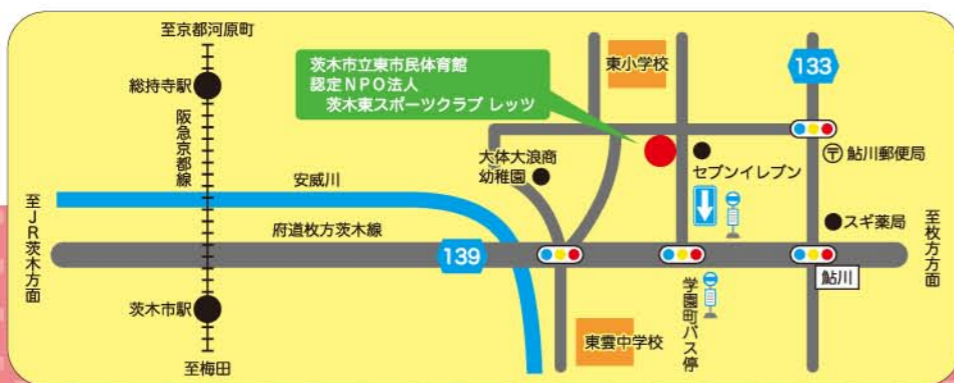 至京都河原町
総持寺駅
阪急京都線
茨木市立東市民体育館
認定NPO法人
茨木東スポーツクラブ レッツ
東小学校
133
鮎川郵便局
大体大浪商
幼稚園
セブンイレブン
安威川
至JR茨木方面
府道枚方茨木線
139
スギ薬局
至枚方方面
鮎川
茨木市駅
学園町バス停
東雲中学校
至梅田